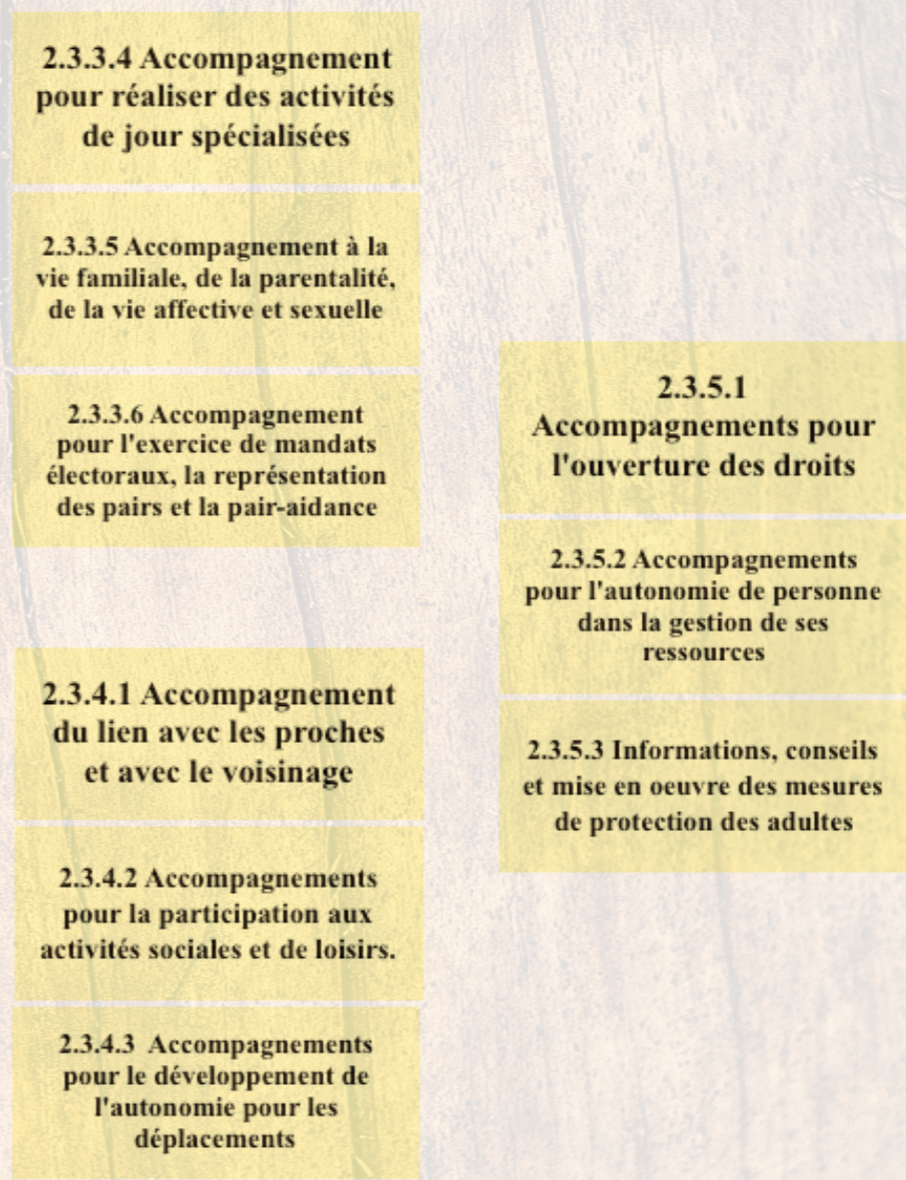 2.3.3.4 Accompagnement
pour réaliser des activités
de jour spécialisées
2.3.3.5 Accompagnement à la
vie familiale, de la parentalité,
de la vie affective et sexuelle
2.3.3.6 Accompagnement
pour l'exercice de mandats
électoraux, la représentation
des pairs et la pair-aidance
2.3.4.1 Accompagnement
du lien avec les proches
et avec le voisinage
2.3.4.2 Accompagnements
pour la participation aux
activités sociales et de loisirs.
2.3.4.3 Accompagnements
pour le développement de
l'autonomie pour les
déplacements
2.3.5.1
Accompagnements pour
l'ouverture des droits
2.3.5.2 Accompagnements
pour l'autonomie de personne
dans la gestion de ses
ressources
2.3.5.3 Informations, conseils
et mise en oeuvre des mesures
de protection des adultes